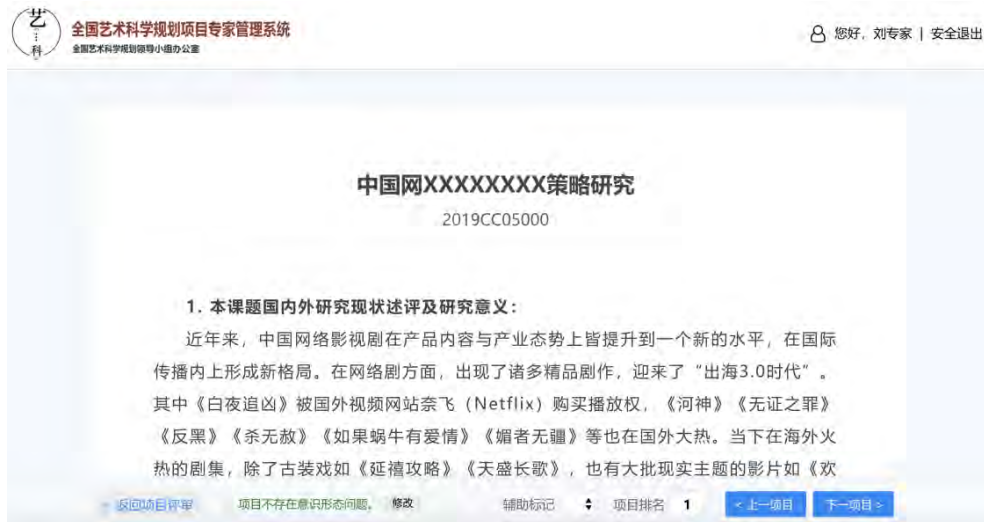 艺
科
全国艺术科学规划项目专家管理系统
全国艺术科学规划领导小组办公室
您好，刘专家 | 安全退出
中国网XXXXXXXX策略研究
2019CC05000
1. 本课题国内外研究现状述评及研究意义：
近年来，中国网络影视剧在产品内容与产业态势上皆提升到一个新的水平，在国际
传播内上形成新格局。在网络剧方面，出现了诸多精品剧作，迎来了“出海3.0时代”。
其中《白夜追凶》被国外视频网站奈飞（Netflix）购买播放权，《河神》《无证之罪》
《反黑》《杀无赦》《如果蜗牛有爱情》《媚者无疆》等也在国外大热。当下在海外火
热的剧集，除了古装戏如《延禧攻略》《天盛长歌》，也有大批现实主题的影片如《欢
< 返回项目评审 项目不存在意识形态问题。 修改 辅助标记 项目排名 1 < 上一项目 下一项目 >